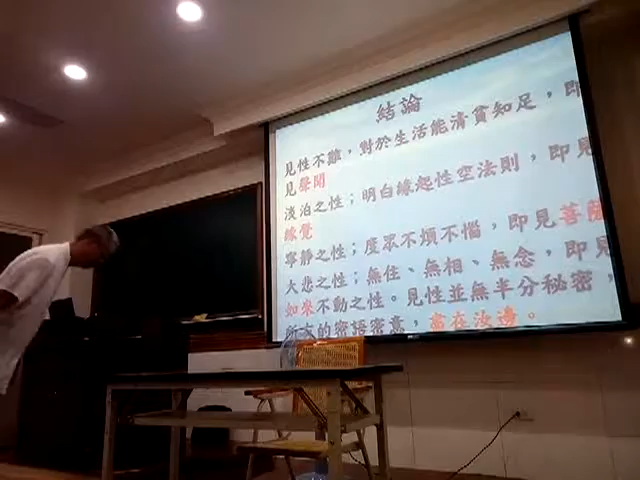 結論
見性不難，對於生活能清貧知足，即
見聲聞
淡泊之性；明白緣起性空法則，即見
緣覺
寧靜之性；度眾不煩不惱，即見菩薩
大悲之性；無住、無相、無念，即見
如來不動之性。見性並無半分秘密，
所有的密語密意，盡在汝邊。